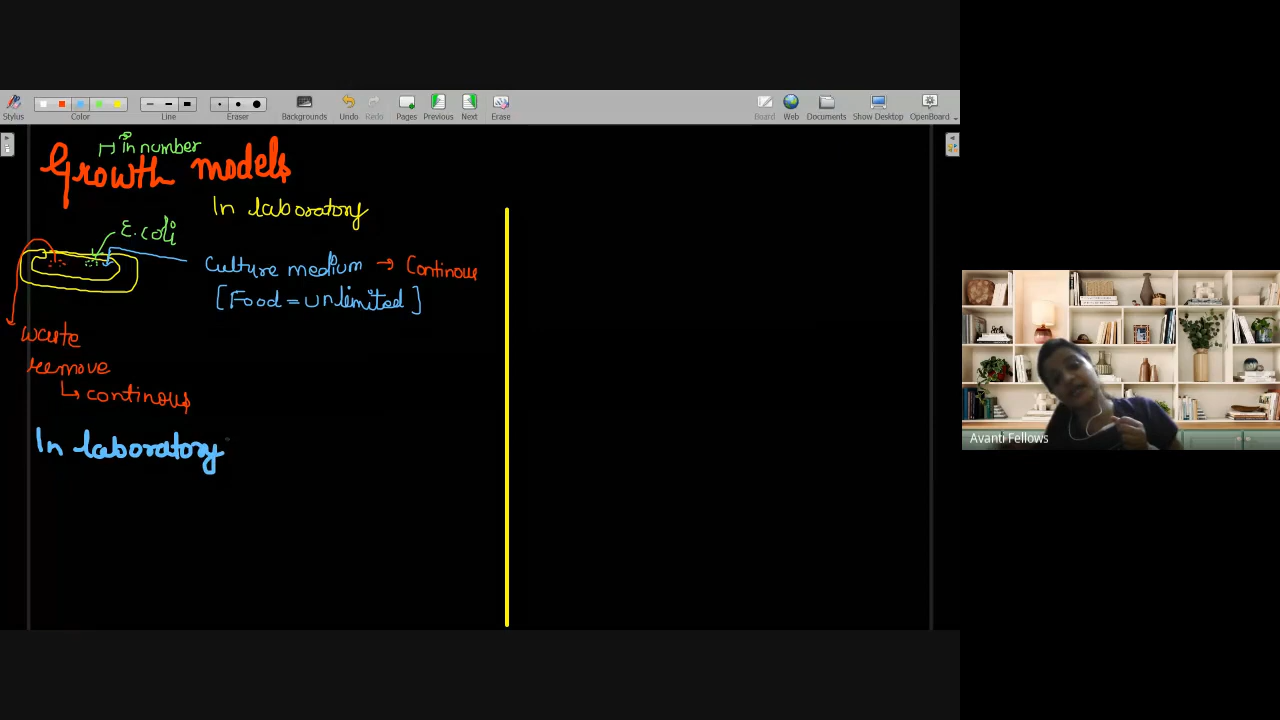 Stylus
Color
Line
Eraser
Backgrounds
Undo
Redo
Pages
Previous
Next
Erase
Board
Web
Documents
Show Desktop
OpenBoard
in number
Growth models
In laboratory
E.coli
Culture medium → Continous
[Food = unlimited]
waste
remove
↳ continous
In laboratory
Avanti Fellows